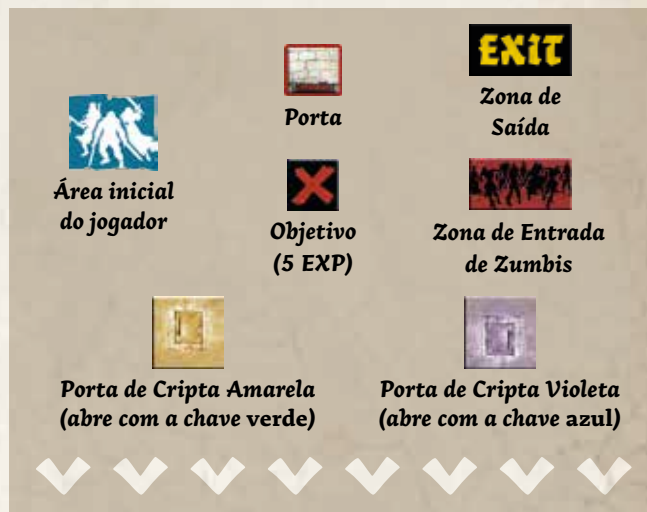 EXIT
Zona de
Saída
Porta
Área inicial
do jogador
Objetivo
(5 EXP)
Zona de Entrada
de Zumbis
Porta de Cripta Amarela
(abre com a chave verde)
Porta de Cripta Violeta
(abre com a chave azul)